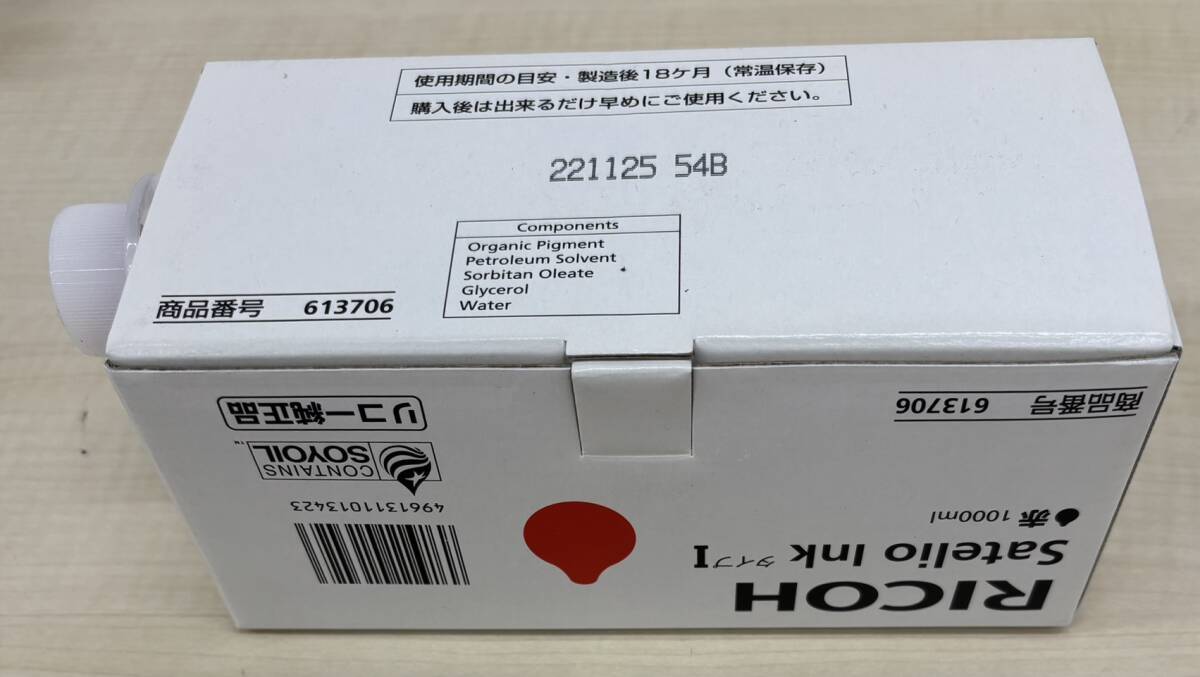 使用期間の目安・製造後18ケ月（常温保存）
購入後は出来るだけ早めにご使用ください。
221125 54B
Components
Organic Pigment
Petroleum Solvent
Sorbitan Oleate
Glycerol
Water
商品番号 613706
RICOH
Satelio Ink タイプI
赤 1000ml
商品番号 613706
4961311013423
CONTAINS
SOYOIL™
リコー純正品